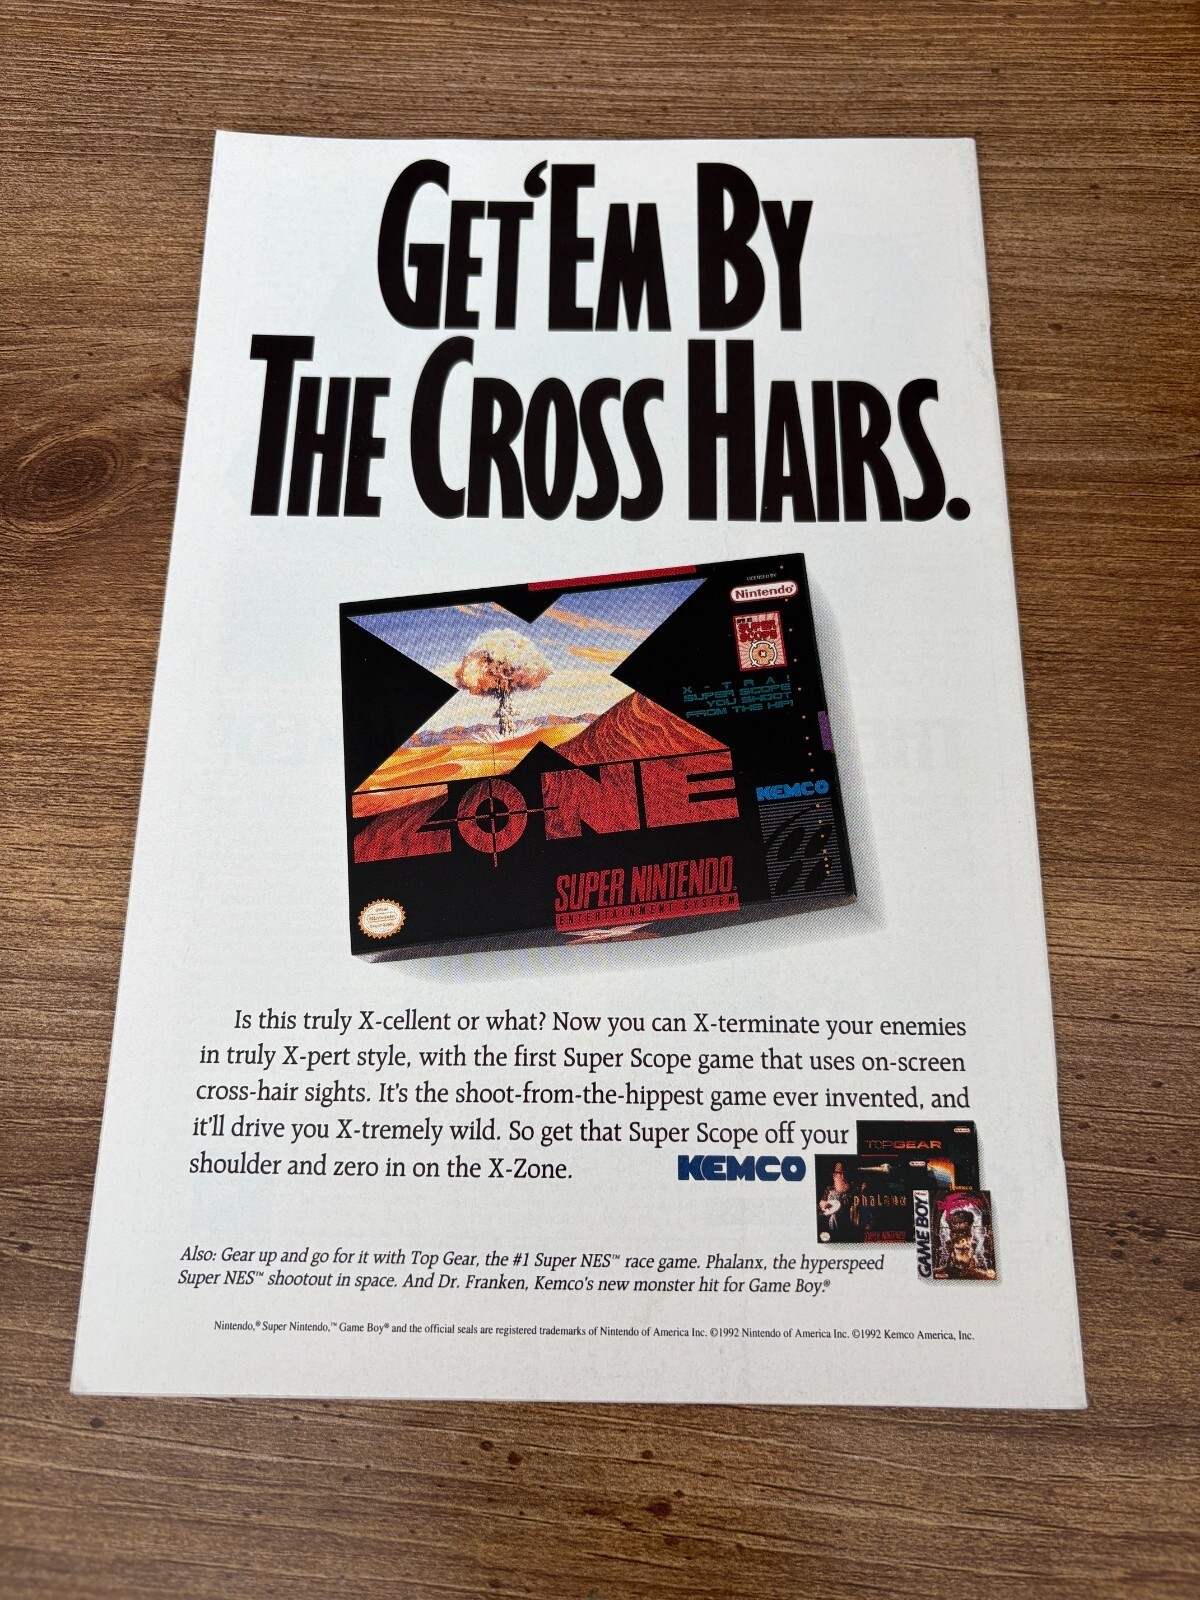 GET 'EM BY
THE CROSS HAIRS.
LICENSED BY
Nintendo®
SUPER
SCOPE
X-TRA!
SUPER SCOPE
YOU SHOOT
FROM THE HIP!
X
ZONE
KEMCO
SUPER NINTENDO
ENTERTAINMENT SYSTEM
Nintendo
Is this truly X-cellent or what? Now you can X-terminate your enemies
in truly X-pert style, with the first Super Scope game that uses on-screen
cross-hair sights. It's the shoot-from-the-hippest game ever invented, and
it'll drive you X-tremely wild. So get that Super Scope off your
shoulder and zero in on the X-Zone.
KEMCO
TOP GEAR
phalanx
GAME BOY
Also: Gear up and go for it with Top Gear, the #1 Super NES™ race game. Phalanx, the hyperspeed
Super NES™ shootout in space. And Dr. Franken, Kemco's new monster hit for Game Boy.®
Nintendo,® Super Nintendo,™ Game Boy® and the official seals are registered trademarks of Nintendo of America Inc. ©1992 Nintendo of America Inc. ©1992 Kemco America, Inc.